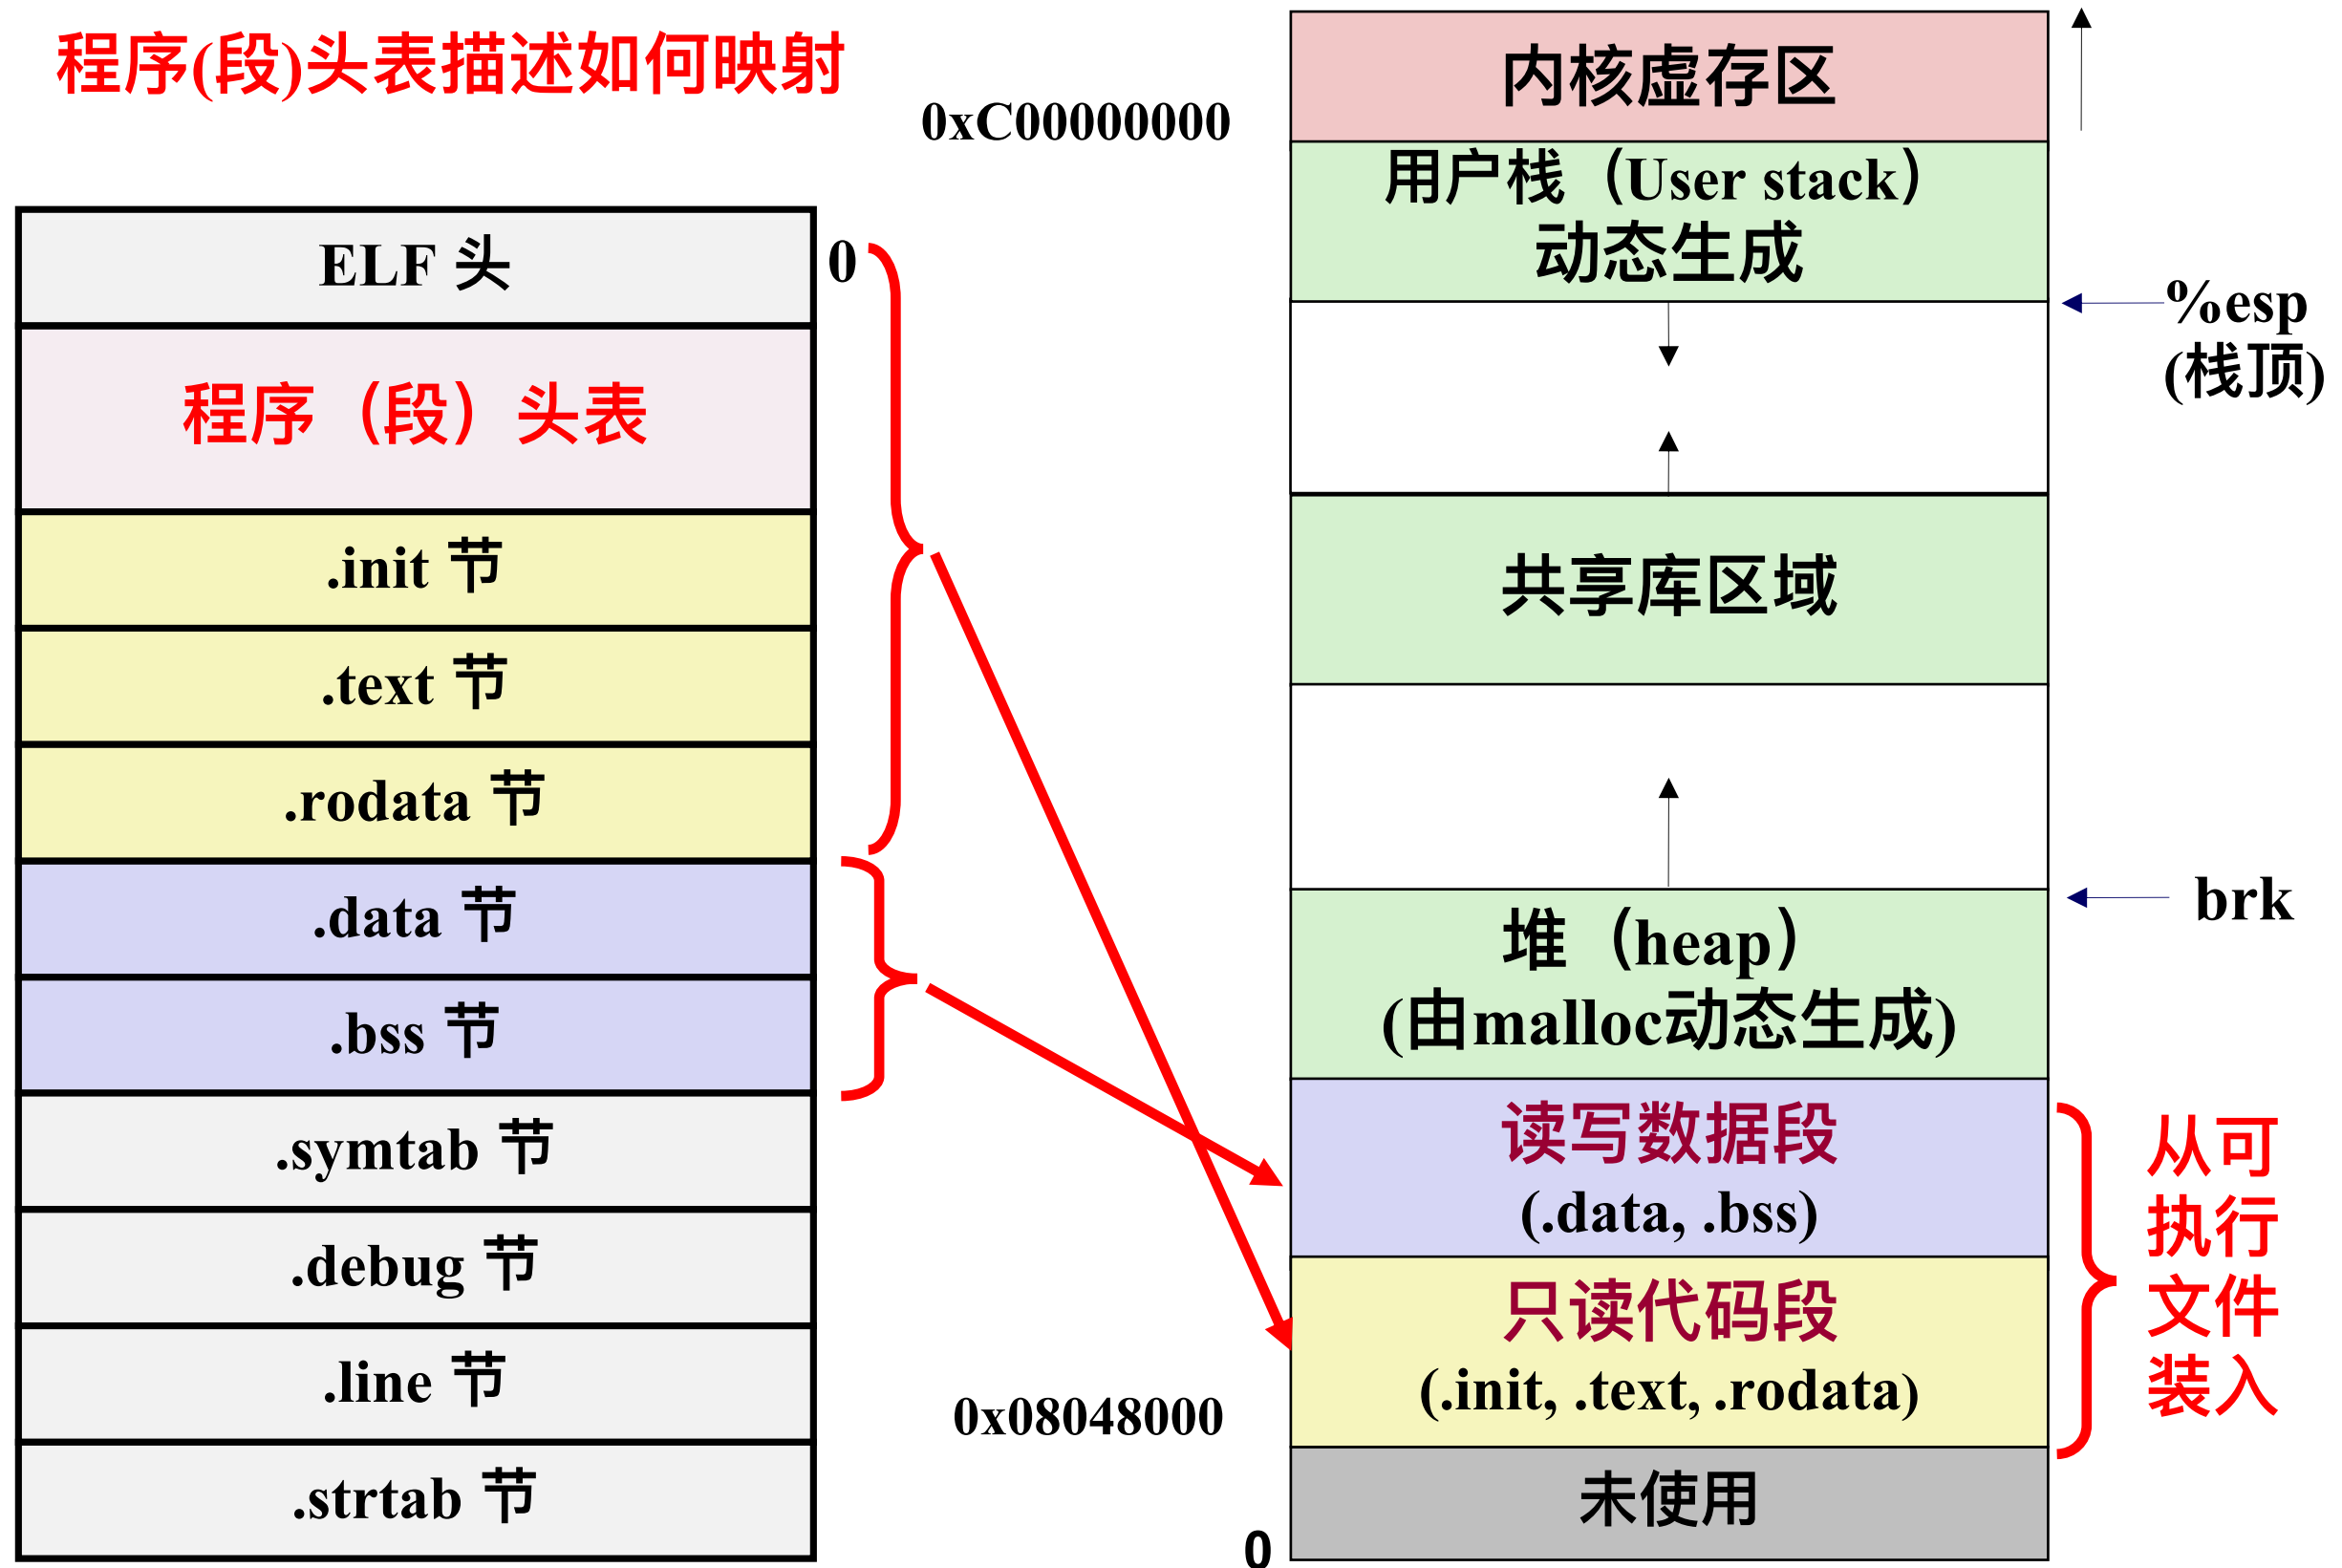 程序(段)头表描述如何映射
ELF 头
0
程序（段）头表
.init 节
.text 节
.rodata 节
.data 节
.bss 节
.symtab 节
.debug 节
.line 节
.strtab 节
0xC00000000
内核虚存区
用户栈（User stack）
动态生成
%esp
(栈顶)
共享库区域
brk
堆（heap）
(由malloc动态生成)
读写数据段
(.data, .bss)
只读代码段
(.init, .text, .rodata)
0x08048000
未使用
0
从可
执行
文件
装入